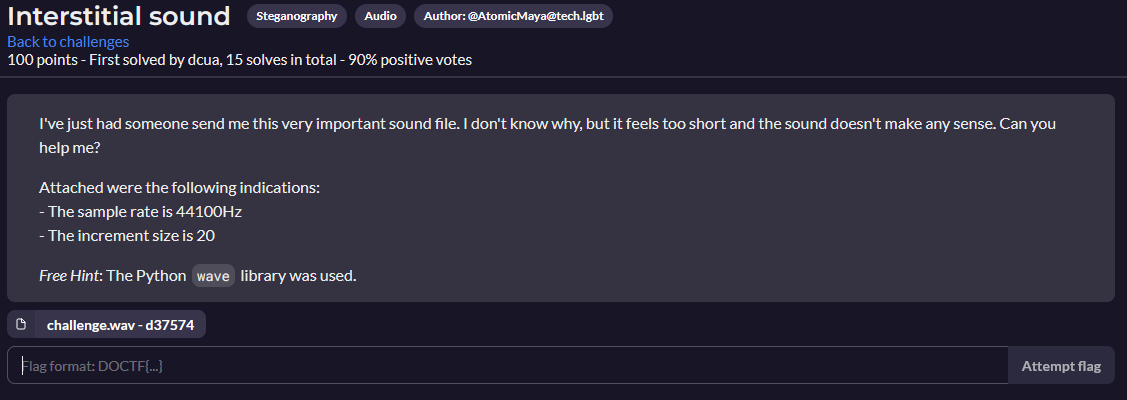 Interstitial sound Steganography Audio Author: @AtomicMaya@tech.lgbt
Back to challenges
100 points - First solved by dcua, 15 solves in total - 90% positive votes
I've just had someone send me this very important sound file. I don't know why, but it feels too short and the sound doesn't make any sense. Can you
help me?
Attached were the following indications:
- The sample rate is 44100Hz
- The increment size is 20
Free Hint: The Python wave library was used.
challenge.wav - d37574
Flag format: DOCTF{...} Attempt flag